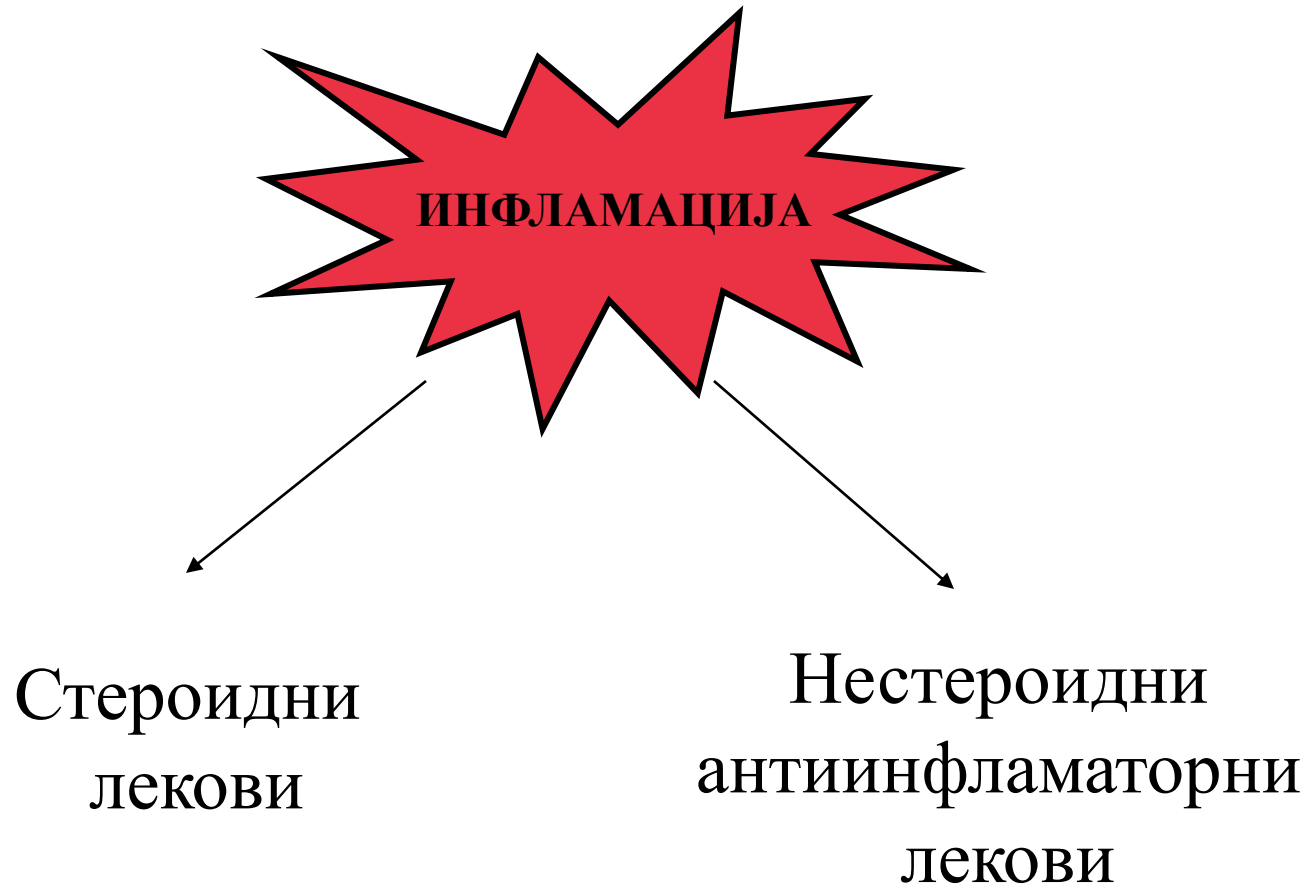 ИНФЛАМАЦИЈА
Стероидни
лекови
Нестероидни
антиинфламаторни
лекови